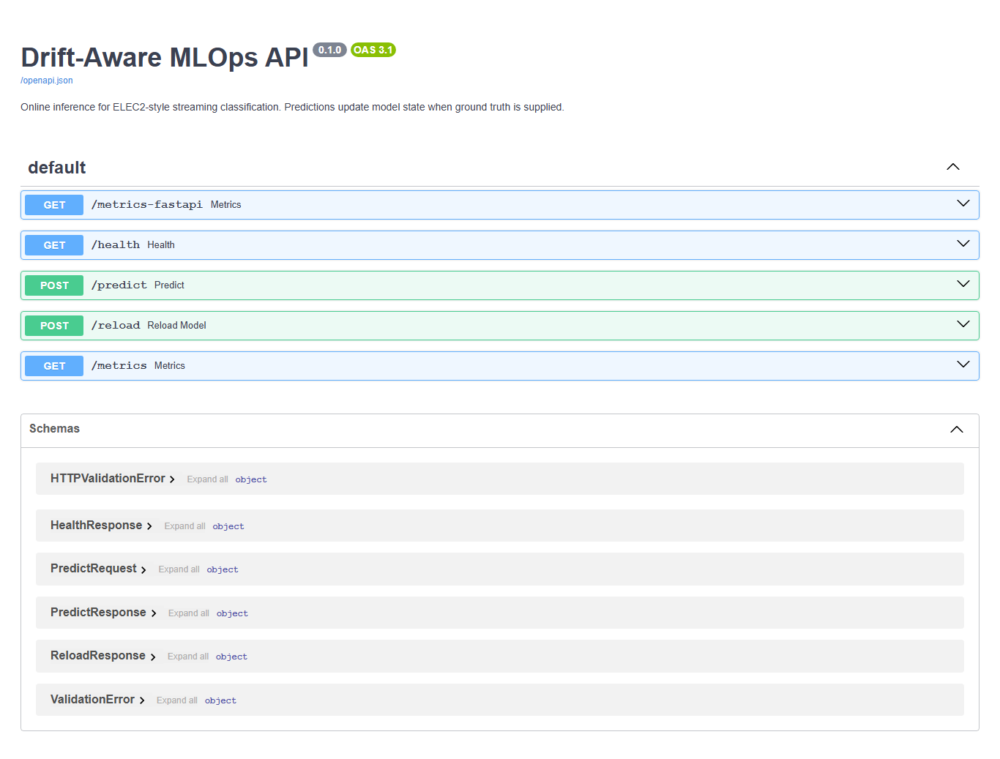 Drift-Aware MLOps API 0.1.0 OAS 3.1
/openapi.json
Online inference for ELEC2-style streaming classification. Predictions update model state when ground truth is supplied.
default
GET /metrics-fastapi Metrics
GET /health Health
POST /predict Predict
POST /reload Reload Model
GET /metrics Metrics
Schemas
HTTPValidationError Expand all object
HealthResponse Expand all object
PredictRequest Expand all object
PredictResponse Expand all object
ReloadResponse Expand all object
ValidationError Expand all object